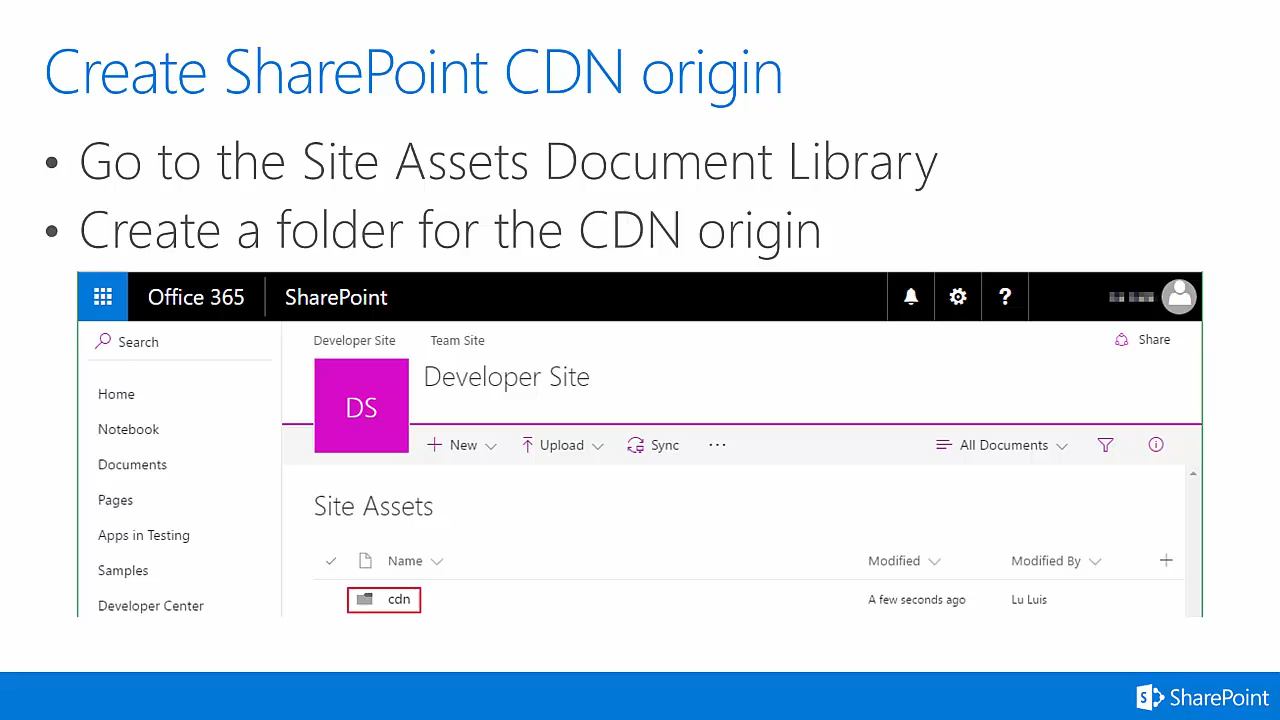 Create SharePoint CDN origin
• Go to the Site Assets Document Library
• Create a folder for the CDN origin
Office 365 SharePoint ?
Search
Developer Site Team Site Share
DS Developer Site
Home
Notebook
New Upload Sync ... All Documents
Documents
Pages
Site Assets
Apps in Testing
Name Modified Modified By
Samples
cdn A few seconds ago Lu Luis
Developer Center
SharePoint